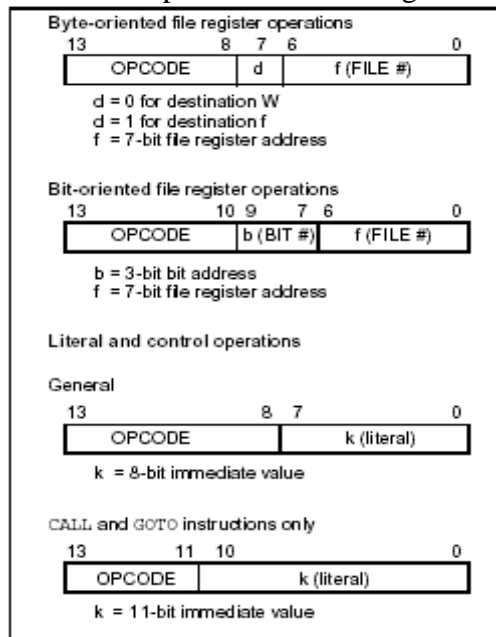 Byte-oriented file register operations
13 8 7 6 0
OPCODE d f (FILE #)
d = 0 for destination W
d = 1 for destination f
f = 7-bit file register address
Bit-oriented file register operations
13 10 9 7 6 0
OPCODE b (BIT #) f (FILE #)
b = 3-bit bit address
f = 7-bit file register address
Literal and control operations
General
13 8 7 0
OPCODE k (literal)
k = 8-bit immediate value
CALL and GOTO instructions only
13 11 10 0
OPCODE k (literal)
k = 11-bit immediate value